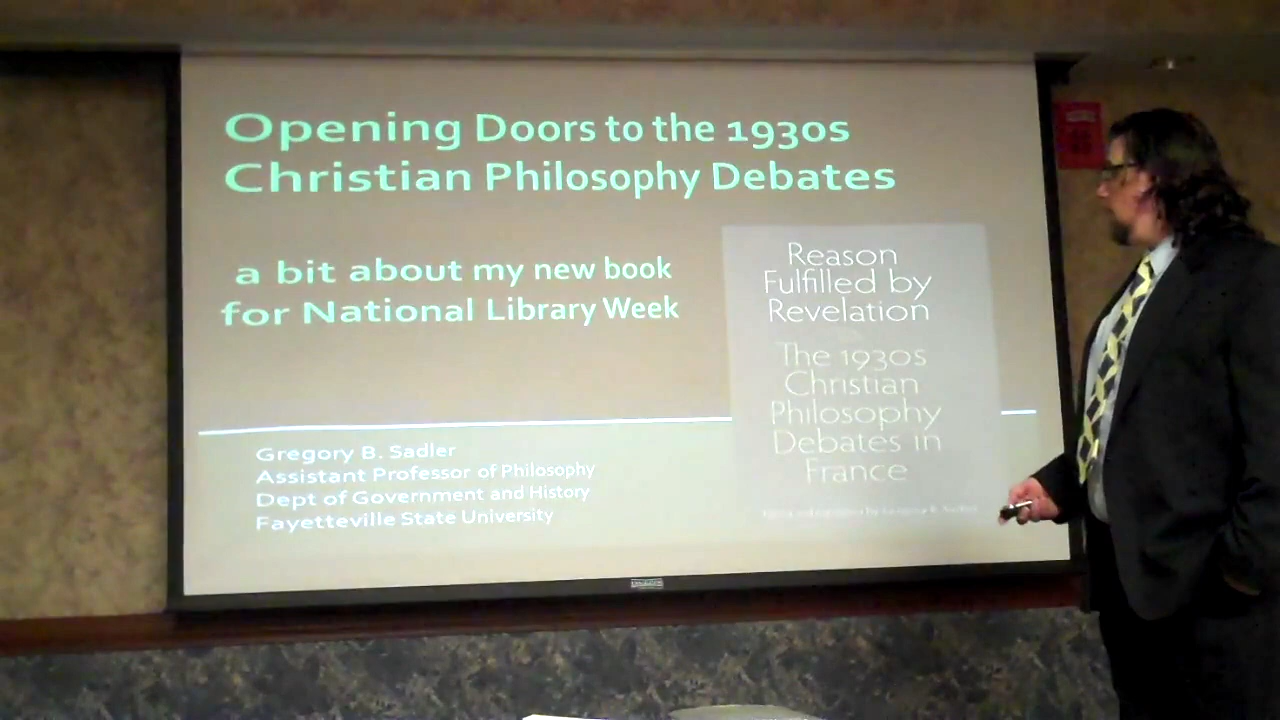 Opening Doors to the 1930s
Christian Philosophy Debates
a bit about my new book
for National Library Week
Reason
Fulfilled by
Revelation
The 1930s
Christian
Philosophy
Debates in
France
Gregory B. Sadler
Assistant Professor of Philosophy
Dept of Government and History
Fayetteville State University